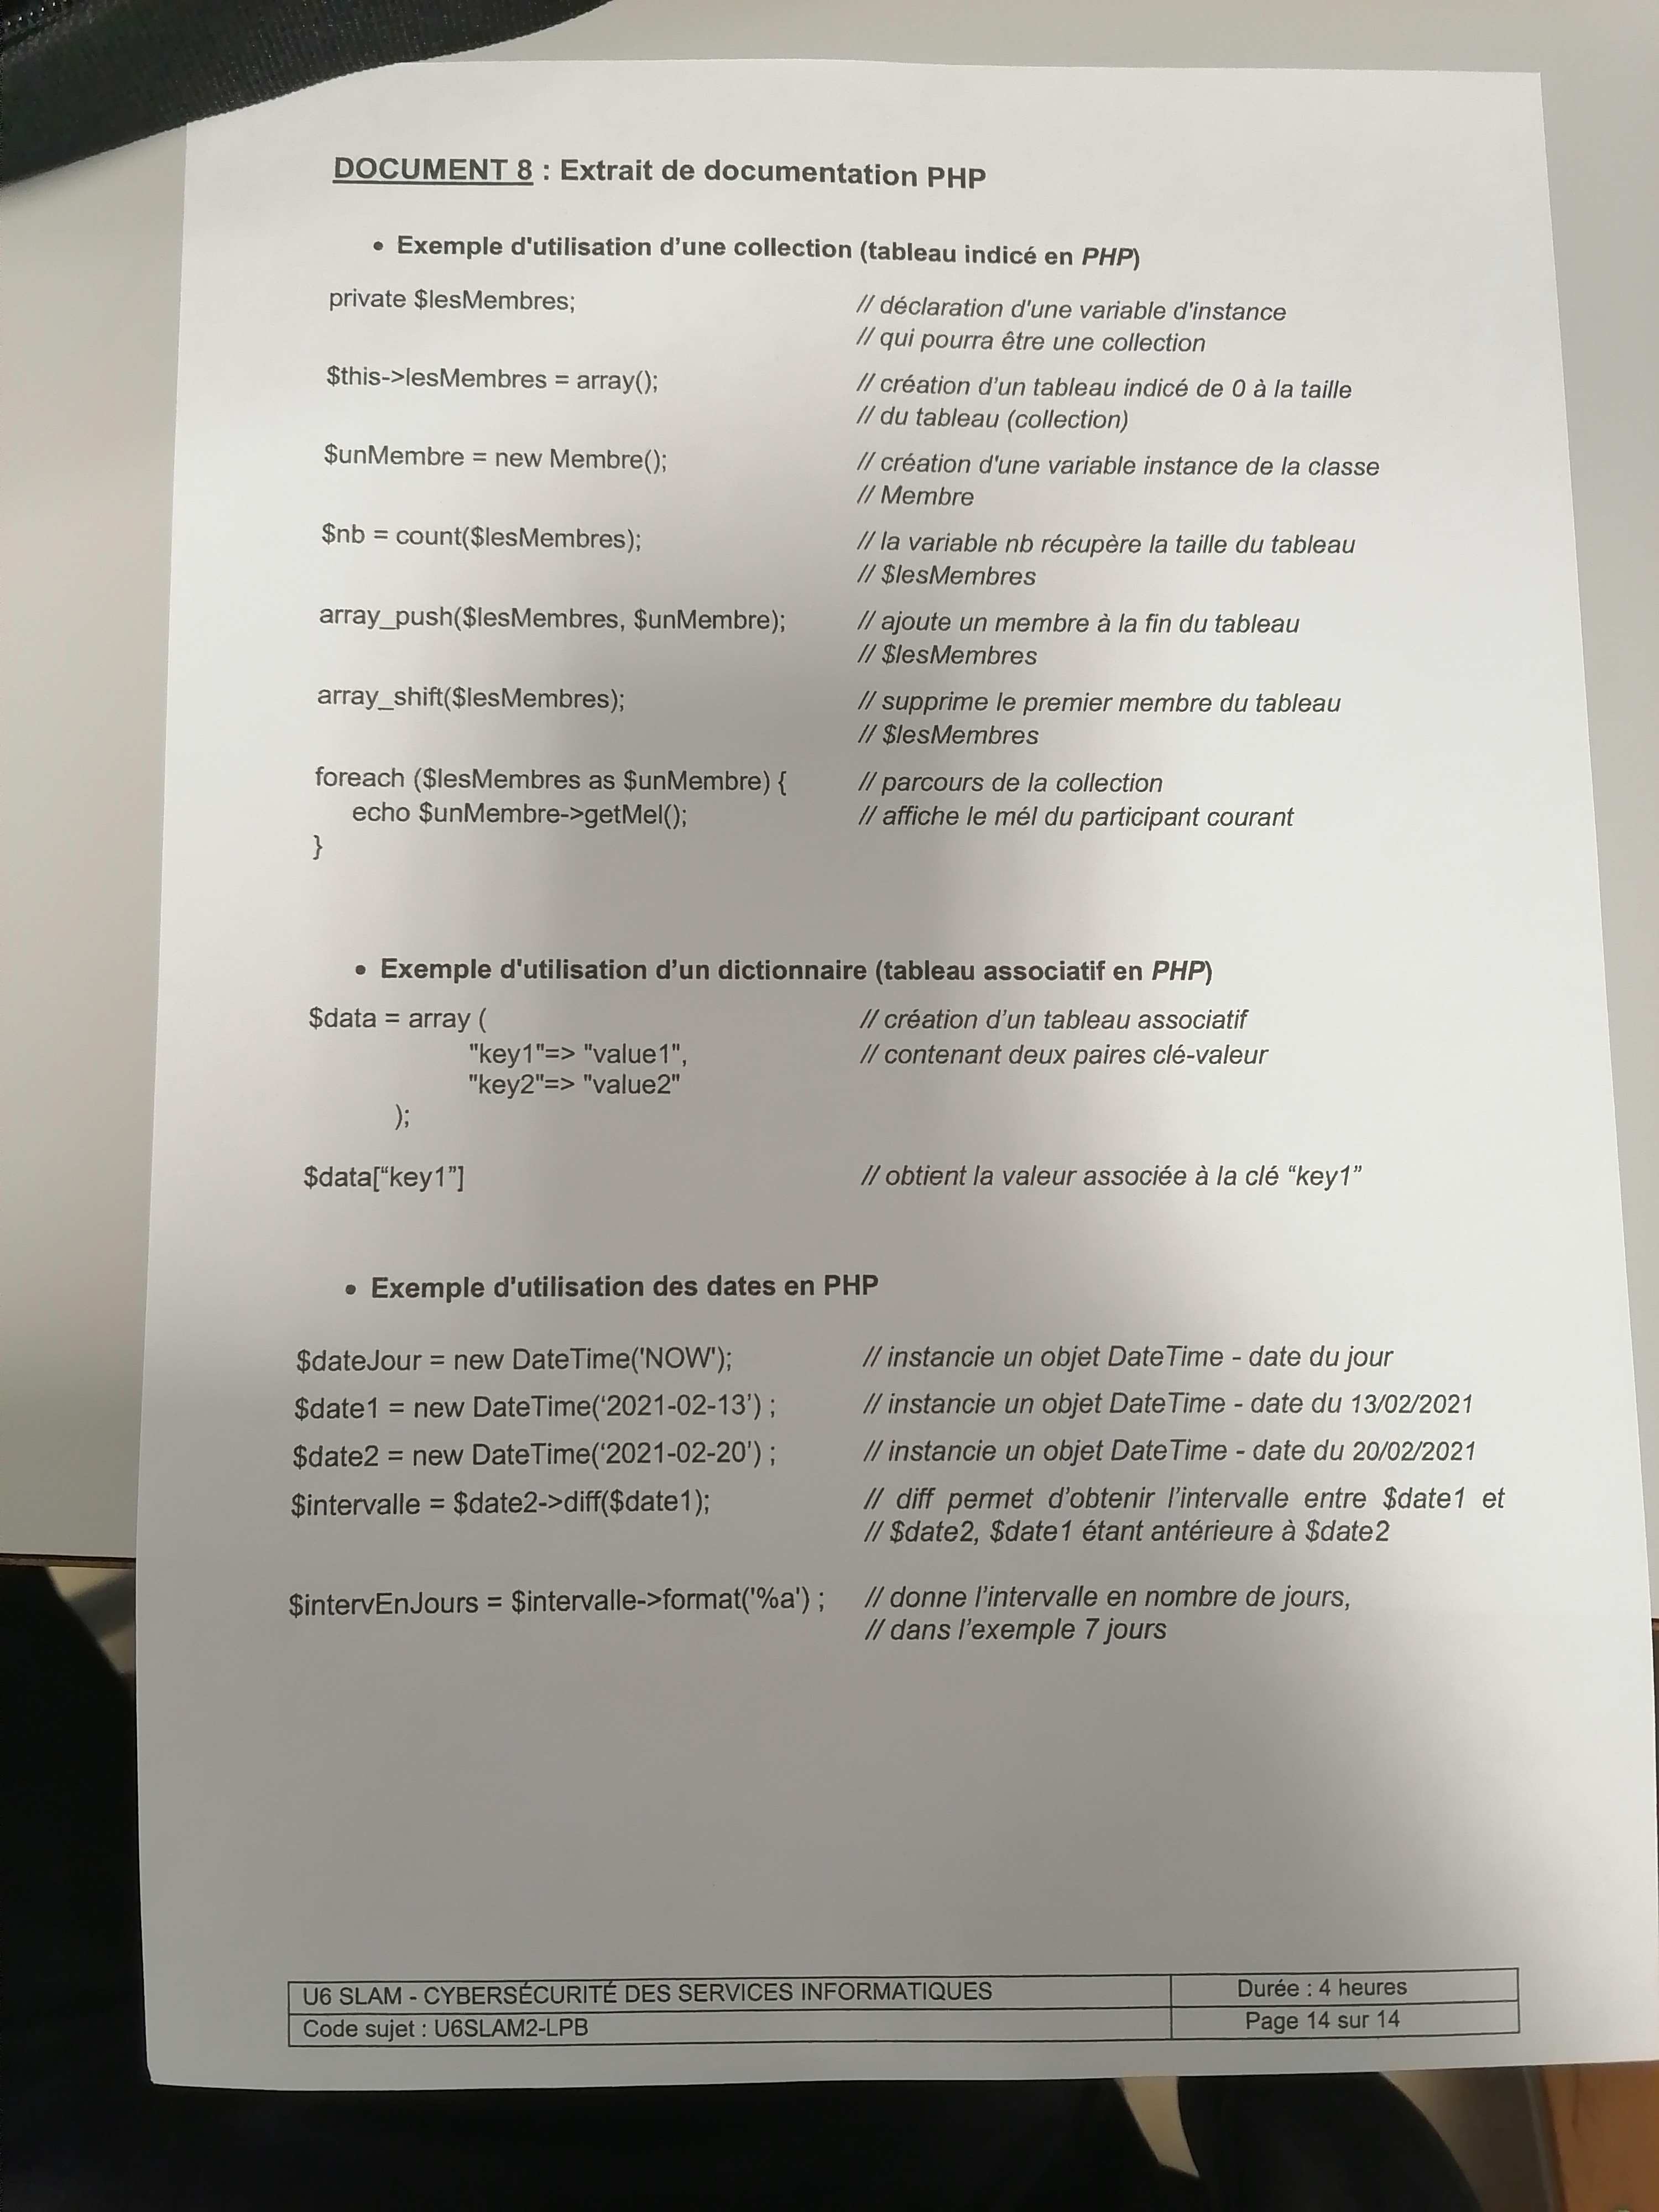 DOCUMENT 8 : Extrait de documentation PHP
• Exemple d'utilisation d’une collection (tableau indicé en PHP)
private $lesMembres; // déclaration d'une variable d'instance
// qui pourra être une collection
$this->lesMembres = array(); // création d’un tableau indicé de 0 à la taille
// du tableau (collection)
$unMembre = new Membre(); // création d'une variable instance de la classe
// Membre
$nb = count($lesMembres); // la variable nb récupère la taille du tableau
// $lesMembres
array_push($lesMembres, $unMembre); // ajoute un membre à la fin du tableau
// $lesMembres
array_shift($lesMembres); // supprime le premier membre du tableau
// $lesMembres
foreach ($lesMembres as $unMembre) { // parcours de la collection
echo $unMembre->getMel(); // affiche le mél du participant courant
}
• Exemple d'utilisation d’un dictionnaire (tableau associatif en PHP)
$data = array ( // création d’un tableau associatif
"key1"=> "value1", // contenant deux paires clé-valeur
"key2"=> "value2"
);
$data[“key1”] // obtient la valeur associée à la clé “key1”
• Exemple d'utilisation des dates en PHP
$dateJour = new DateTime('NOW'); // instancie un objet DateTime - date du jour
$date1 = new DateTime(‘2021-02-13’) ; // instancie un objet DateTime - date du 13/02/2021
$date2 = new DateTime(‘2021-02-20’) ; // instancie un objet DateTime - date du 20/02/2021
$intervalle = $date2->diff($date1); // diff permet d’obtenir l’intervalle entre $date1 et
// $date2, $date1 étant antérieure à $date2
$intervEnJours = $intervalle->format('%a') ; // donne l’intervalle en nombre de jours,
// dans l’exemple 7 jours
U6 SLAM - CYBERSÉCURITÉ DES SERVICES INFORMATIQUES Durée : 4 heures
Code sujet : U6SLAM2-LPB Page 14 sur 14